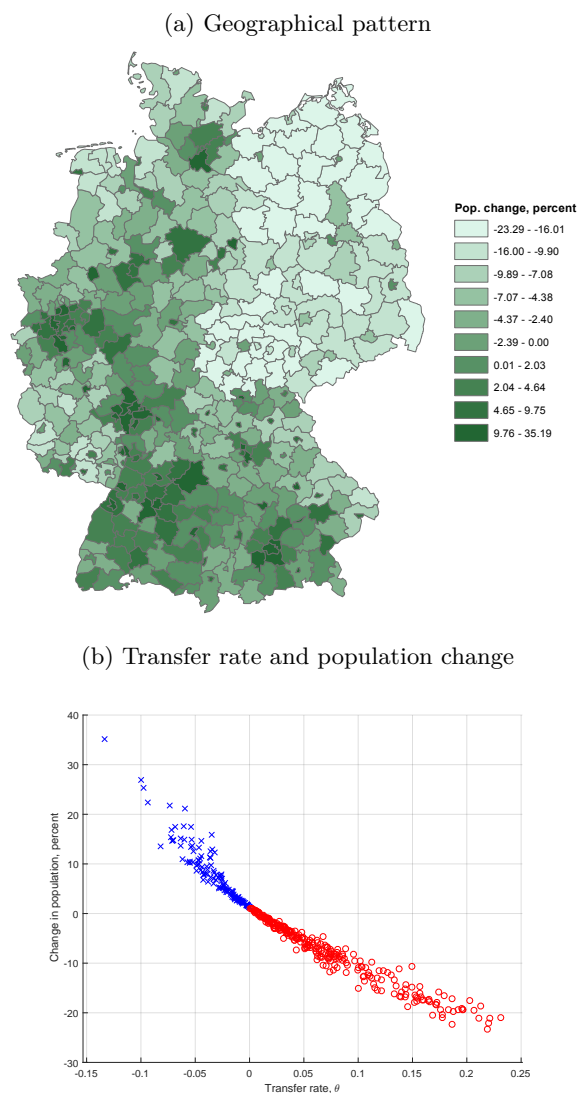 (a) Geographical pattern
Pop. change, percent
-23.29 - -16.01
-16.00 - -9.90
-9.89 - -7.08
-7.07 - -4.38
-4.37 - -2.40
-2.39 - 0.00
0.01 - 2.03
2.04 - 4.64
4.65 - 9.75
9.76 - 35.19
(b) Transfer rate and population change
Change in population, percent
40
30
20
10
0
-10
-20
-30
-0.15 -0.1 -0.05 0 0.05 0.1 0.15 0.2 0.25
Transfer rate, θ